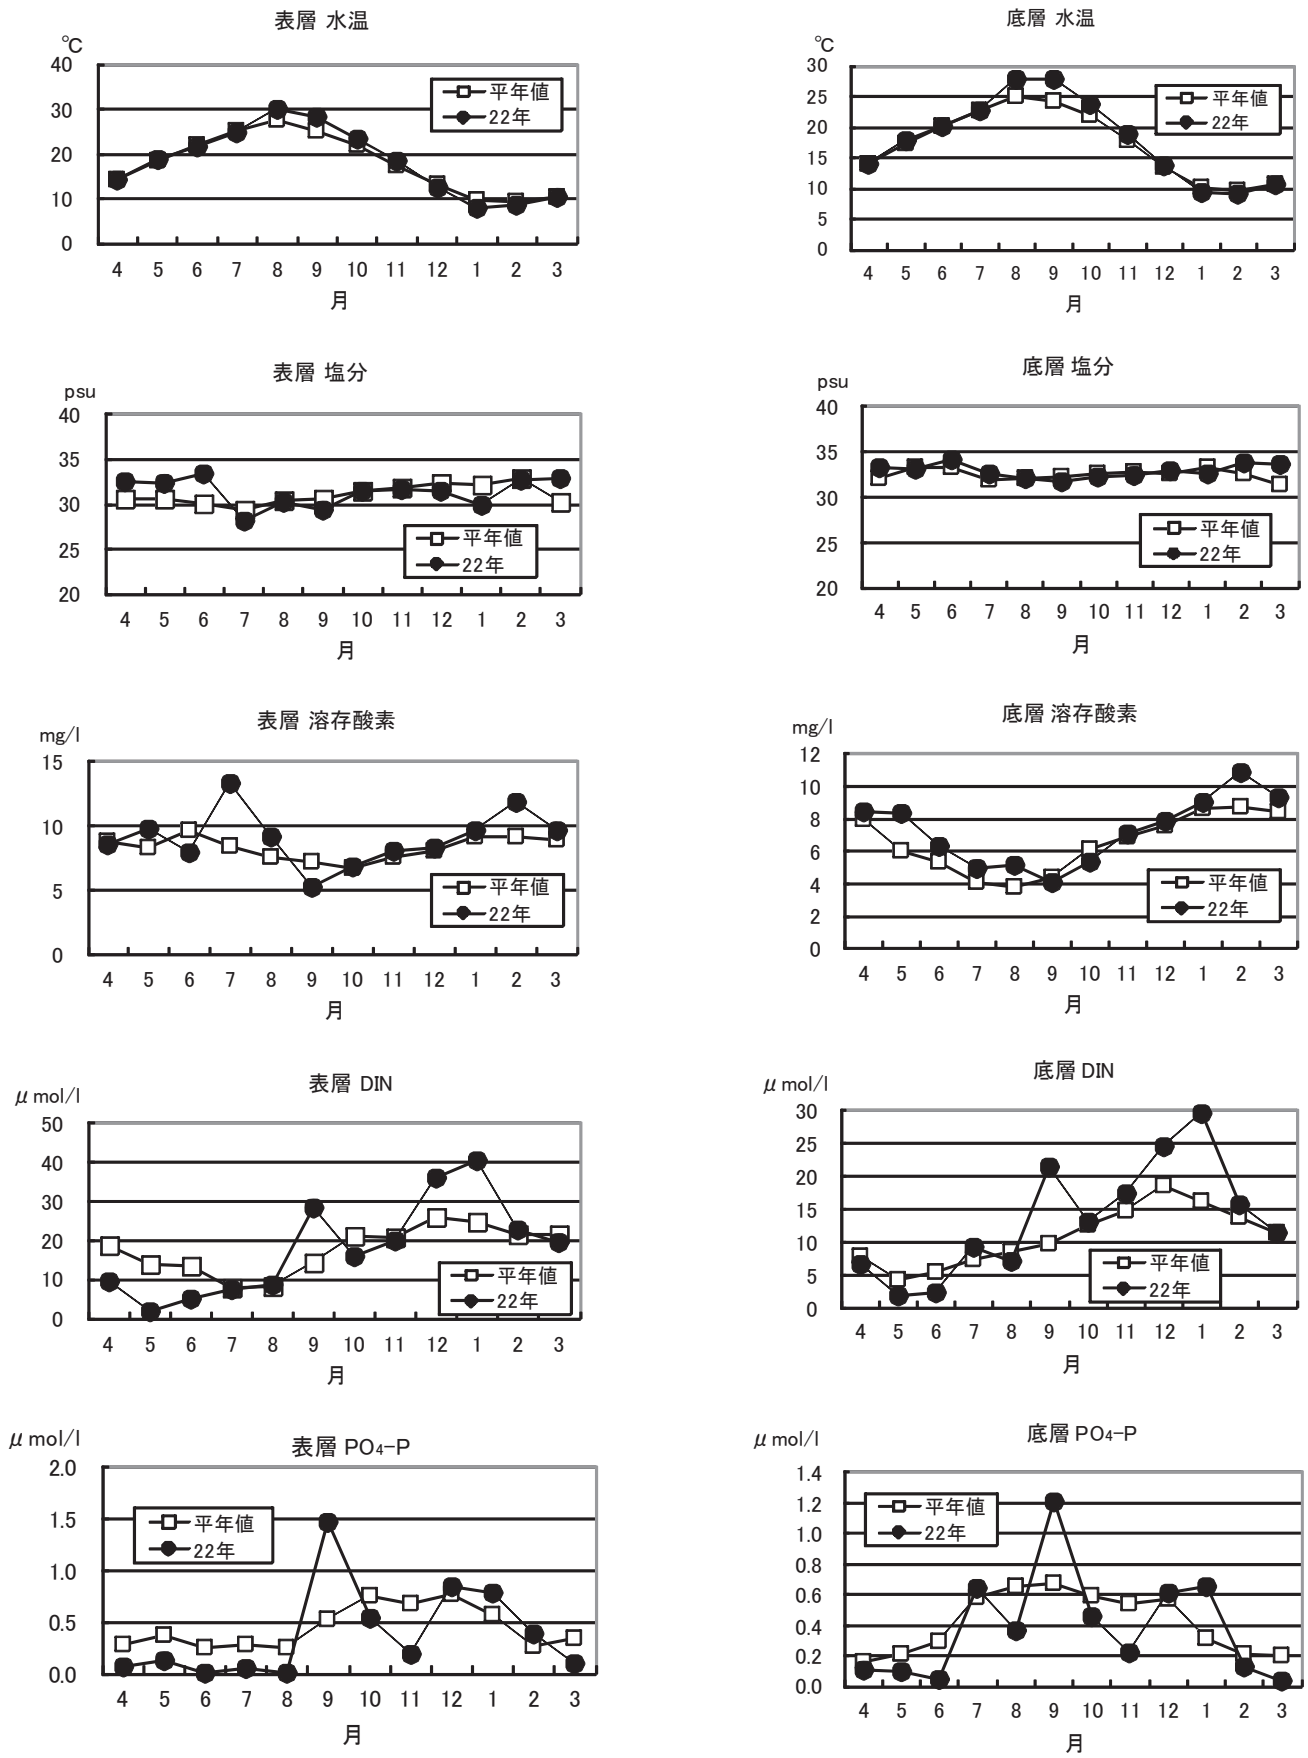 表層 水温
℃
40
30
20
10
0
平年値
22年
4 5 6 7 8 9 10 11 12 1 2 3
月
底層 水温
℃
30
25
20
15
10
5
0
平年値
22年
4 5 6 7 8 9 10 11 12 1 2 3
月
表層 塩分
psu
40
35
30
25
20
平年値
22年
4 5 6 7 8 9 10 11 12 1 2 3
月
底層 塩分
psu
40
35
30
25
20
平年値
22年
4 5 6 7 8 9 10 11 12 1 2 3
月
表層 溶存酸素
mg/l
15
10
5
0
平年値
22年
4 5 6 7 8 9 10 11 12 1 2 3
月
底層 溶存酸素
mg/l
12
10
8
6
4
2
0
平年値
22年
4 5 6 7 8 9 10 11 12 1 2 3
月
表層 DIN
μ mol/l
50
40
30
20
10
0
平年値
22年
4 5 6 7 8 9 10 11 12 1 2 3
月
底層 DIN
μ mol/l
30
25
20
15
10
5
0
平年値
22年
4 5 6 7 8 9 10 11 12 1 2 3
月
表層 PO₄-P
μ mol/l
2.0
1.5
1.0
0.5
0.0
平年値
22年
4 5 6 7 8 9 10 11 12 1 2 3
月
底層 PO₄-P
μ mol/l
1.4
1.2
1.0
0.8
0.6
0.4
0.2
0.0
平年値
22年
4 5 6 7 8 9 10 11 12 1 2 3
月